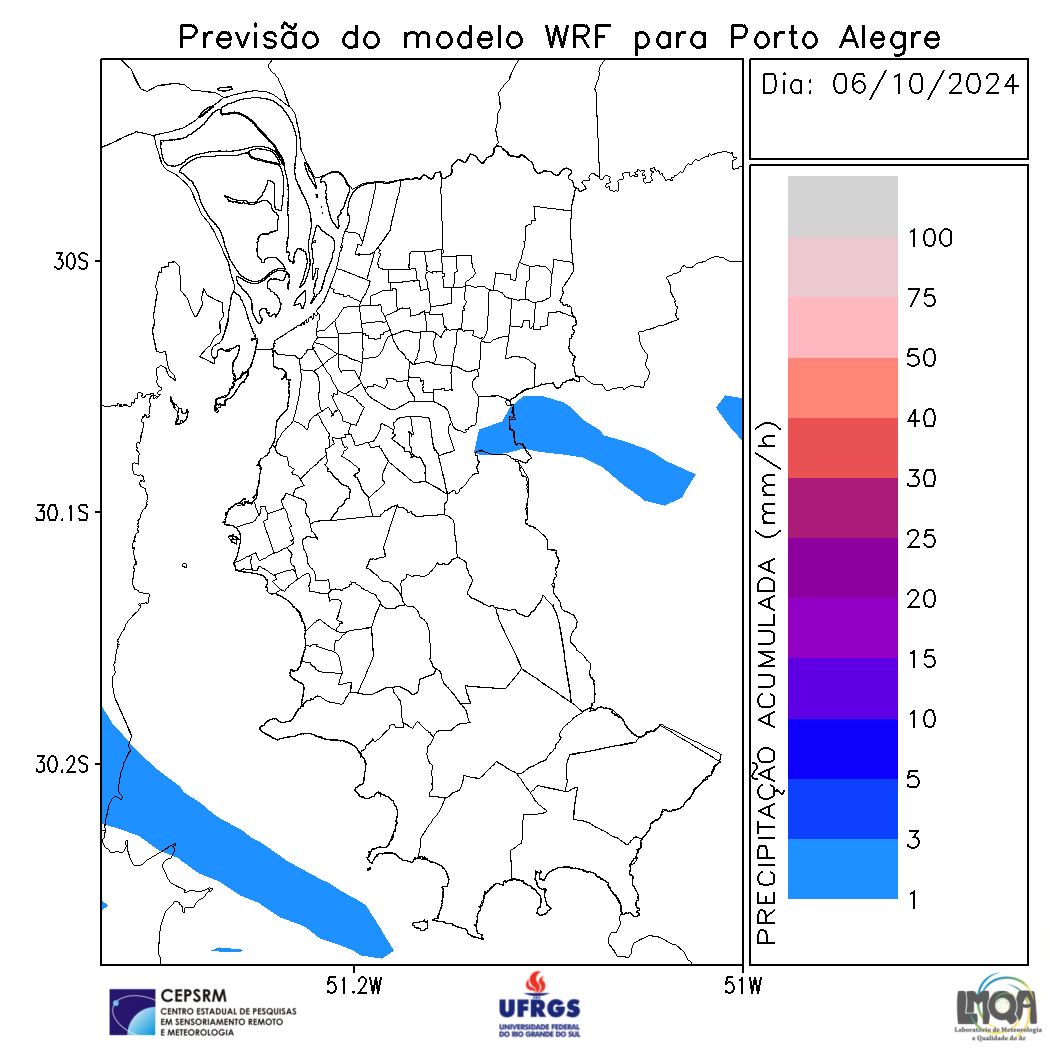 Previsão do modelo WRF para Porto Alegre
Dia: 06/10/2024
30S
30.1S
30.2S
51.2W
51W
PRECIPITAÇÃO ACUMULADA (mm/h)
100
75
50
40
30
25
20
15
10
5
3
1
CEPSRM
CENTRO ESTADUAL DE PESQUISAS
EM SENSORIAMENTO REMOTO
E METEOROLOGIA
UFRGS
UNIVERSIDADE FEDERAL
DO RIO GRANDE DO SUL
LMQA
Laboratório de Meteorologia
e Qualidade do Ar